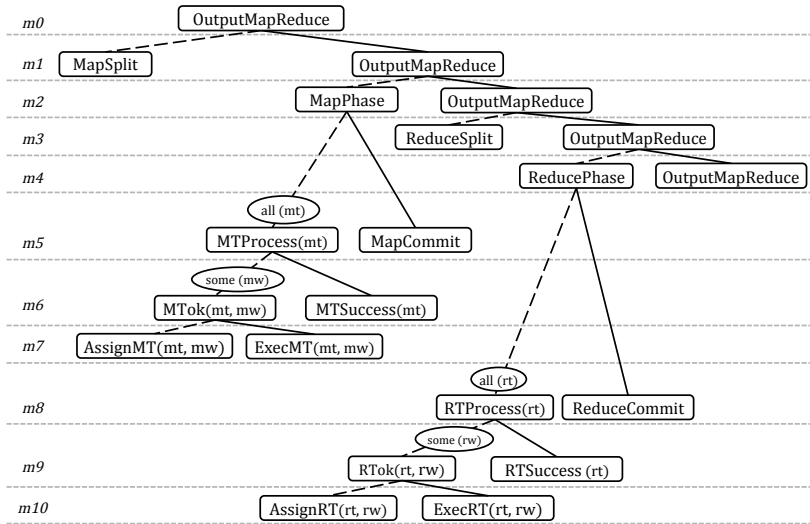 m0 OutputMapReduce
m1 MapSplit OutputMapReduce
m2 MapPhase OutputMapReduce
m3 ReduceSplit OutputMapReduce
m4 ReducePhase OutputMapReduce
all (mt)
m5 MTProcess(mt) MapCommit
some (mw)
m6 MTok(mt, mw) MTSuccess(mt)
m7 AssignMT(mt, mw) ExecMT(mt, mw)
all (rt)
m8 RTProcess(rt) ReduceCommit
some (rw)
m9 RTok(rt, rw) RTSuccess (rt)
m10 AssignRT(rt, rw) ExecRT(rt, rw)